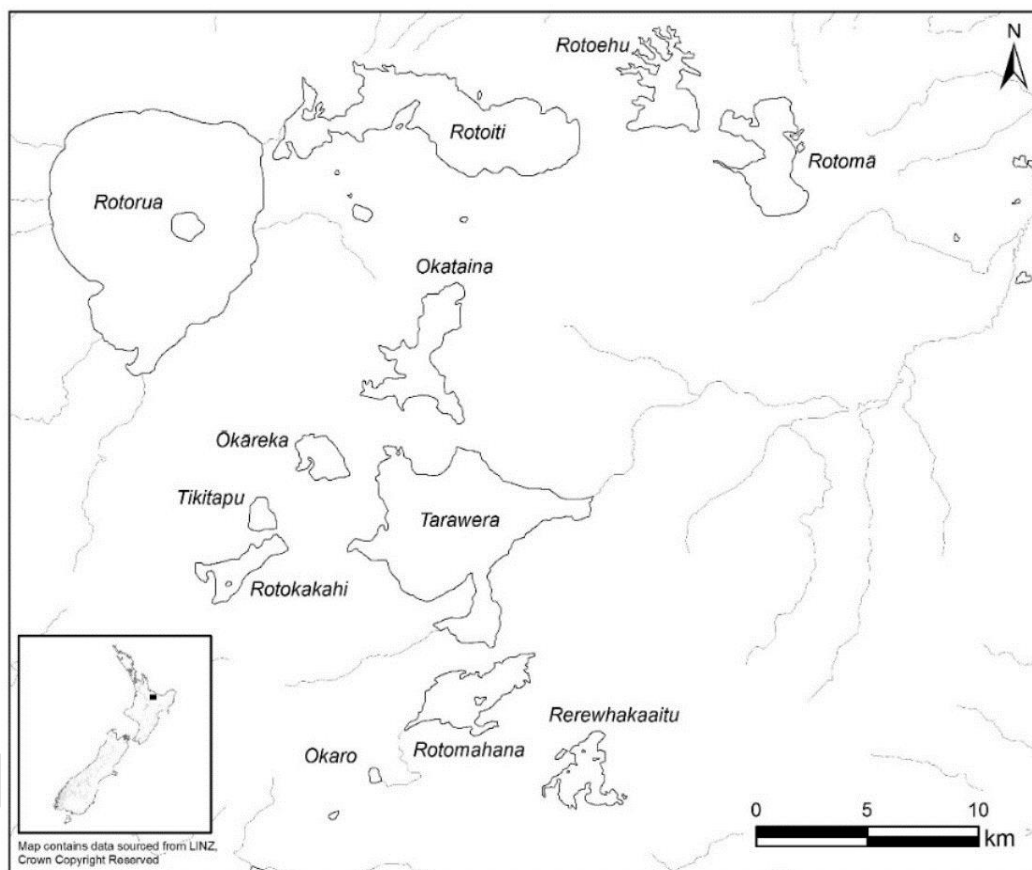 Rotoehu
N
Rotoiti
Rotomā
Rotorua
Okataina
Ōkāreka
Tikitapu
Tarawera
Rotokakahi
Rerewhakaaitu
Rotomahana
Okaro
0 5 10
km
Map contains data sourced from LINZ,
Crown Copyright Reserved